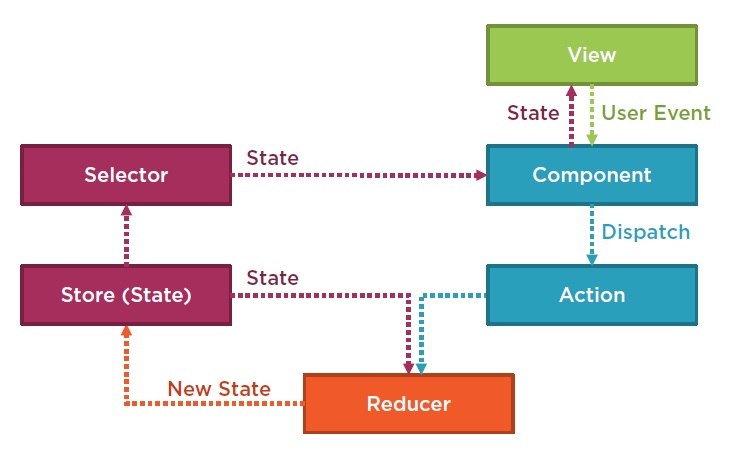 View
State
User Event
Selector
State
Component
Dispatch
Store (State)
State
Action
New State
Reducer